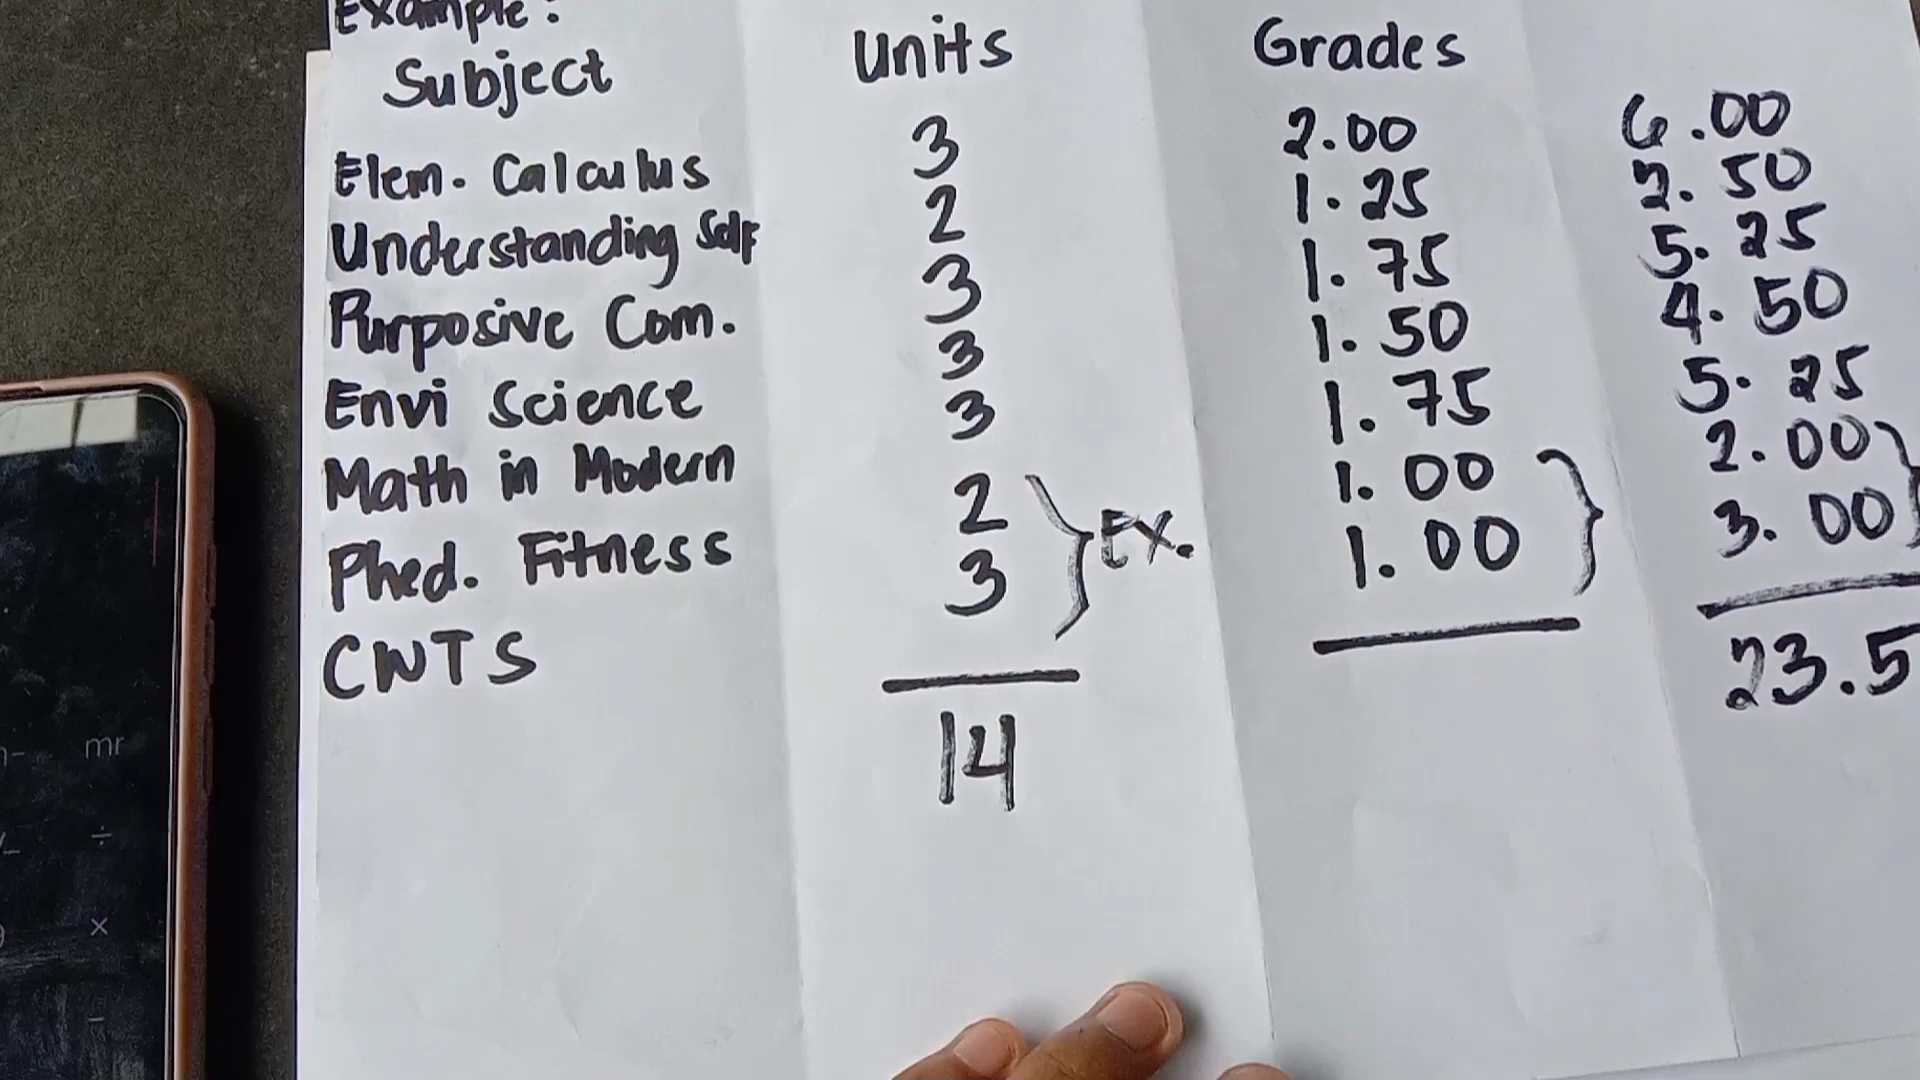 Example:
Subject Units Grades
Elem. Calculus 3 2.00 6.00
Understanding Self 2 1.25 2.50
Purposive Com. 3 1.75 5.25
Envi Science 3 1.50 4.50
Math in Modern 3 1.75 5.25
Phed. Fitness 2 1.00 2.00
CWTS 3 EX. 1.00 3.00
14 23.5
mr
÷
×
−